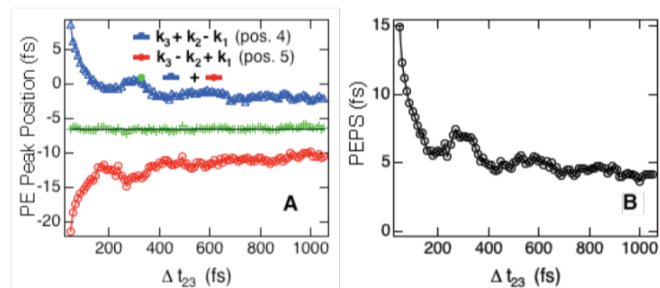 k₃ + k₂ - k₁ (pos. 4)
k₃ - k₂ + k₁ (pos. 5)
+
PE Peak Position (fs)
5
0
-5
-10
-15
-20
A
200 400 600 800 1000
Δ t₂₃ (fs)
PEPS (fs)
15
10
5
0
B
200 400 600 800 1000
Δ t₂₃ (fs)